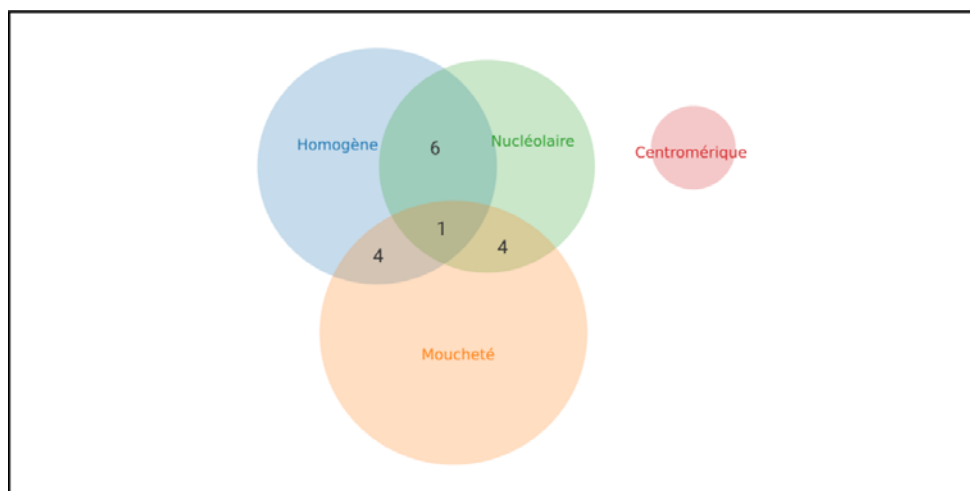 Homogène
6
Nucléolaire
Centromérique
1
4
4
Moucheté